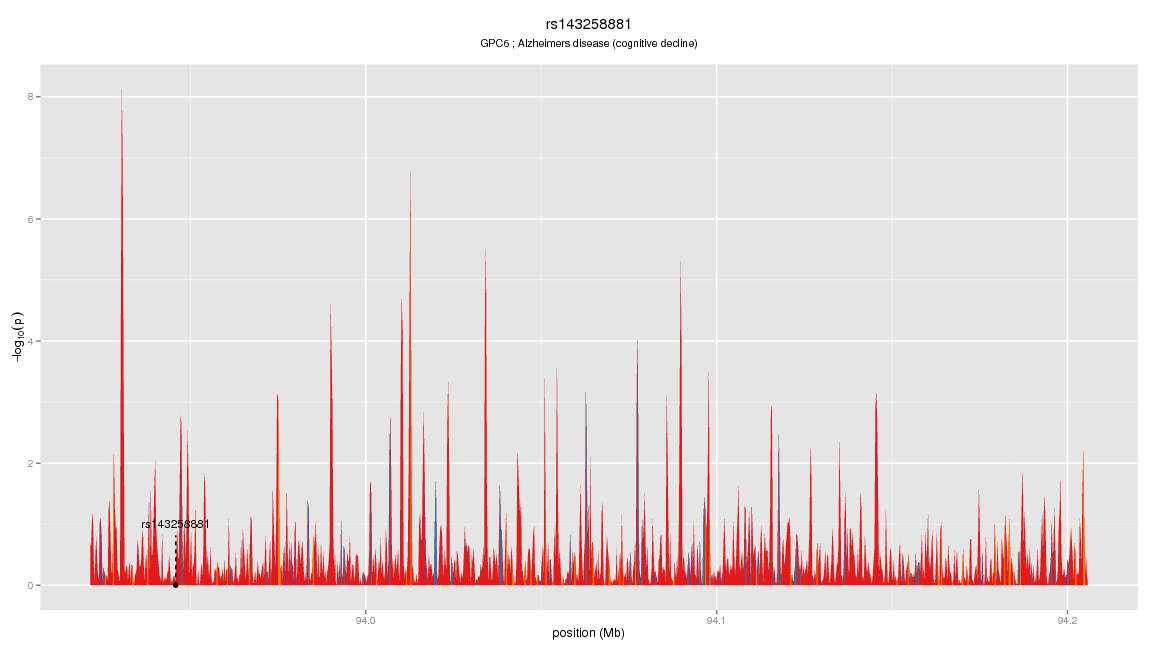 rs143258881
GPC6 ; Alzheimers disease (cognitive decline)
8
6
4
2
0
−log10(p)
rs143258881
94.0
94.1
94.2
position (Mb)